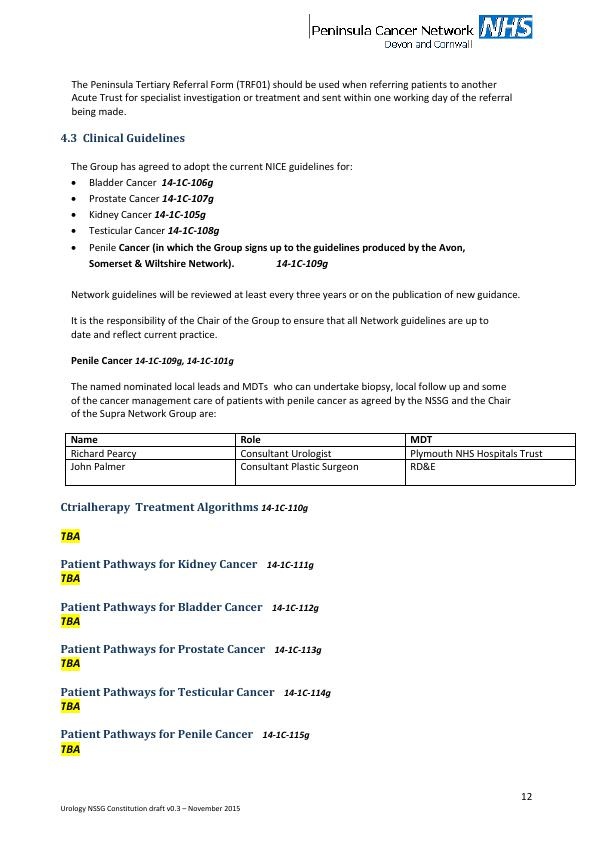 Peninsula Cancer Network NHS
Devon and Cornwall
The Peninsula Tertiary Referral Form (TRF01) should be used when referring patients to another
Acute Trust for specialist investigation or treatment and sent within one working day of the referral
being made.
4.3 Clinical Guidelines
The Group has agreed to adopt the current NICE guidelines for:
• Bladder Cancer 14-1C-106g
• Prostate Cancer 14-1C-107g
• Kidney Cancer 14-1C-105g
• Testicular Cancer 14-1C-108g
• Penile Cancer (in which the Group signs up to the guidelines produced by the Avon,
Somerset & Wiltshire Network). 14-1C-109g
Network guidelines will be reviewed at least every three years or on the publication of new guidance.
It is the responsibility of the Chair of the Group to ensure that all Network guidelines are up to
date and reflect current practice.
Penile Cancer 14-1C-109g, 14-1C-101g
The named nominated local leads and MDTs who can undertake biopsy, local follow up and some
of the cancer management care of patients with penile cancer as agreed by the NSSG and the Chair
of the Supra Network Group are:
Name Role MDT
Richard Pearcy Consultant Urologist Plymouth NHS Hospitals Trust
John Palmer Consultant Plastic Surgeon RD&E
Ctrialherapy Treatment Algorithms 14-1C-110g
TBA
Patient Pathways for Kidney Cancer 14-1C-111g
TBA
Patient Pathways for Bladder Cancer 14-1C-112g
TBA
Patient Pathways for Prostate Cancer 14-1C-113g
TBA
Patient Pathways for Testicular Cancer 14-1C-114g
TBA
Patient Pathways for Penile Cancer 14-1C-115g
TBA
12
Urology NSSG Constitution draft v0.3 – November 2015